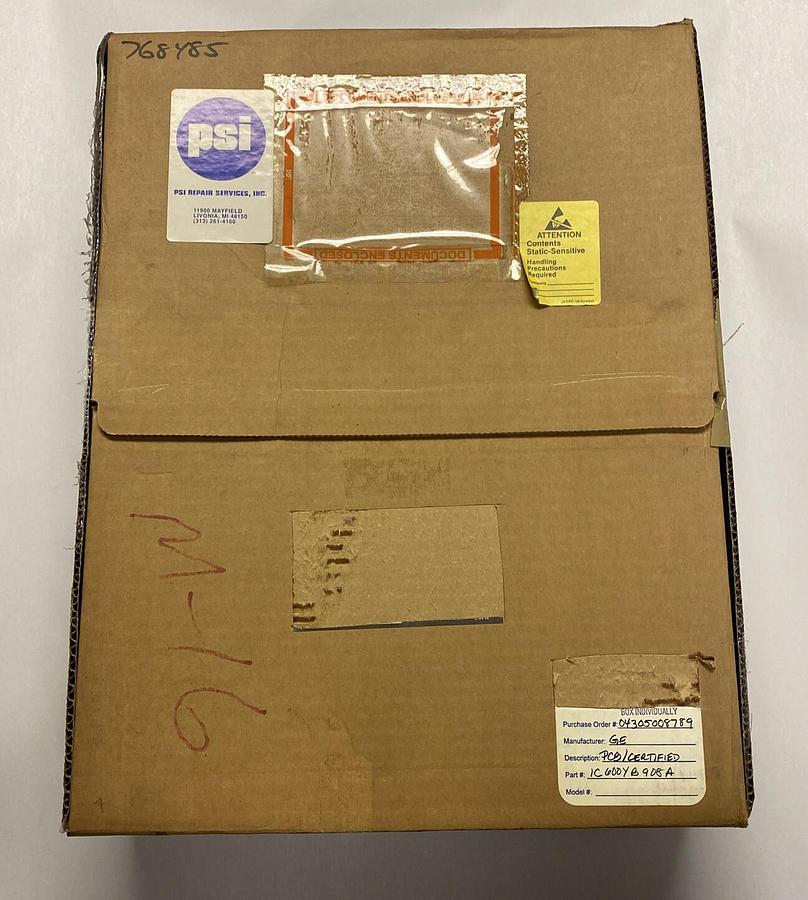 768485
psi
PSI REPAIR SERVICES, INC.
11900 MAYFIELD
LIVONIA, MI 48150
(313) 261-4160
DOCUMENTS ENCLOSED
ATTENTION
Contents
Static-Sensitive
Handling
Precautions
Required
M-16
BOX INDIVIDUALLY
Purchase Order #: 04305008789
Manufacturer: GE
Description: PCB/CERTIFIED
Part #: IC600YB908A
Model #: